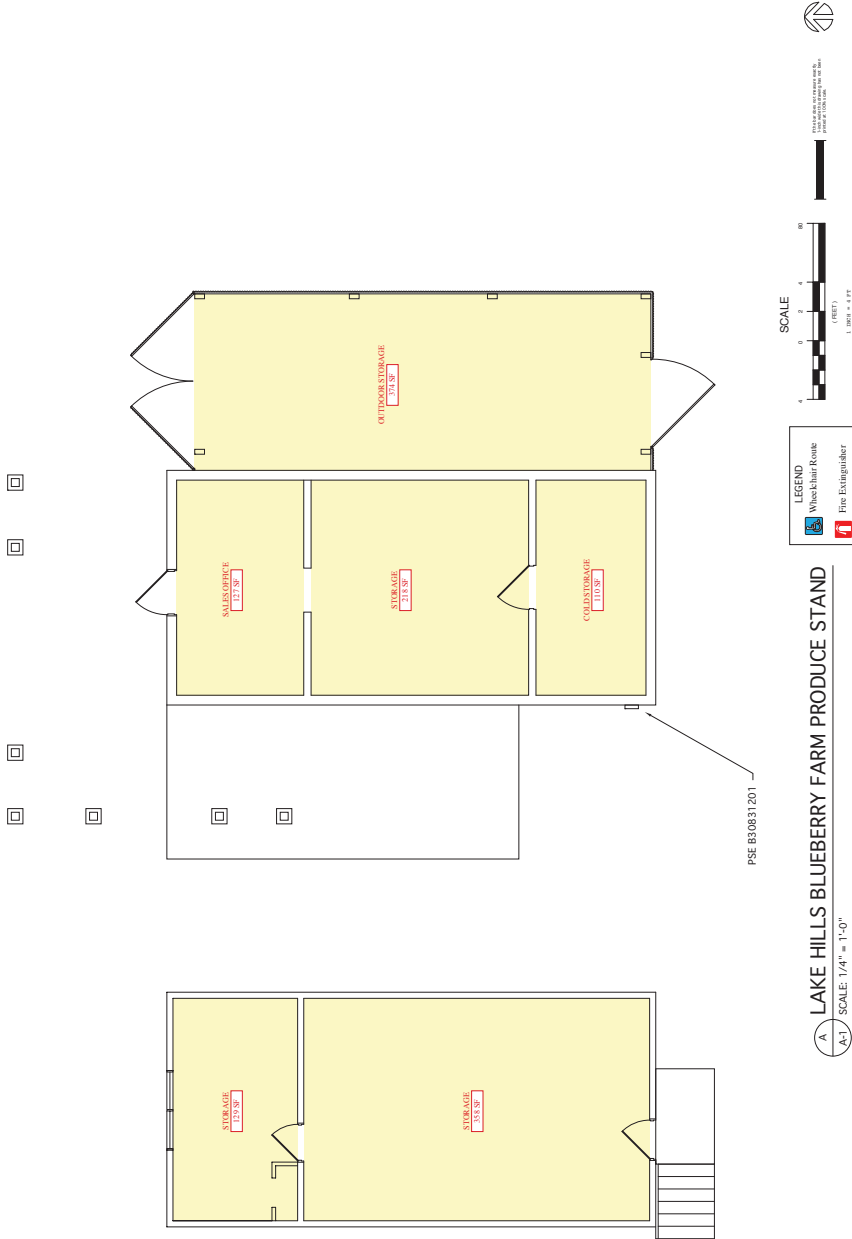 SALES OFFICE
127 SF
STORAGE
218 SF
COLD STORAGE
110 SF
OUTDOOR STORAGE
374 SF
STORAGE
129 SF
STORAGE
358 SF
PSE B30831201
A
A-1
LAKE HILLS BLUEBERRY FARM PRODUCE STAND
SCALE: 1/4" = 1'-0"
LEGEND
Wheelchair Route
Fire Extinguisher
SCALE
4 0 2 4 80
( FEET )
1 INCH = 4 FT